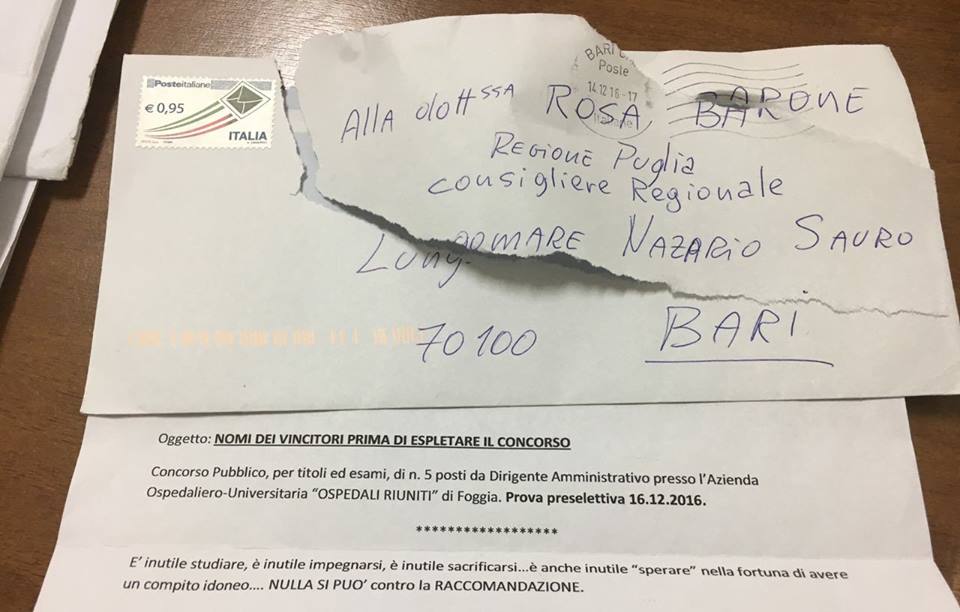 Posteitaliane
€ 0,95
ITALIA
BARI
Poste
14.12.16-17
Alla dott SSA ROSA BARONE
REGIONE PUGLIA
CONSIGLIERE REGIONALE
LUNGOMARE NAZARIO SAURO
70100 BARI
Oggetto: NOMI DEI VINCITORI PRIMA DI ESPLETARE IL CONCORSO
Concorso Pubblico, per titoli ed esami, di n. 5 posti da Dirigente Amministrativo presso l'Azienda
Ospedaliero-Universitaria "OSPEDALI RIUNITI" di Foggia. Prova preselettiva 16.12.2016.
******************
E' inutile studiare, è inutile impegnarsi, è inutile sacrificarsi...è anche inutile "sperare" nella fortuna di avere
un compito idoneo.... NULLA SI PUO' contro la RACCOMANDAZIONE.